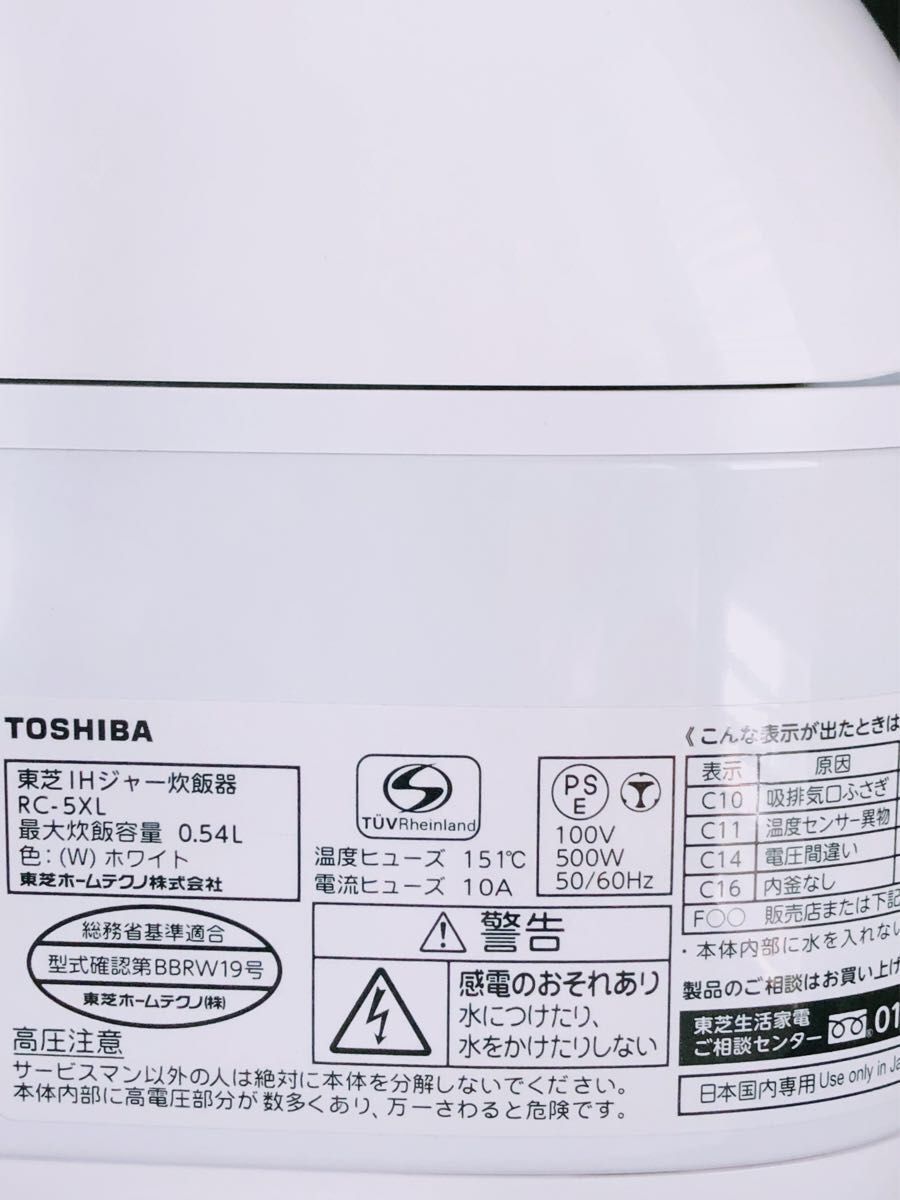 TOSHIBA
東芝IHジャー炊飯器
RC-5XL
最大炊飯容量 0.54L
色:(W) ホワイト
東芝ホームテクノ株式会社
総務省基準適合
型式確認第BBRW19号
東芝ホームテクノ(株)
TÜVRheinland
温度ヒューズ 151℃
電流ヒューズ 10A
PS
E
100V
500W
50/60Hz
警告
感電のおそれあり
水につけたり、
水をかけたりしない
高圧注意
サービスマン以外の人は絶対に本体を分解しないでください。
本体内部に高電圧部分が数多くあり、万一さわると危険です。
《こんな表示が出たときは
表示 原因
C10 吸排気口ふさぎ
C11 温度センサー異物
C14 電圧間違い
C16 内釜なし
F○○ 販売店または下記
・本体内部に水を入れない
製品のご相談はお買い上げ
東芝生活家電
ご相談センター
01
日本国内専用 Use only in Ja